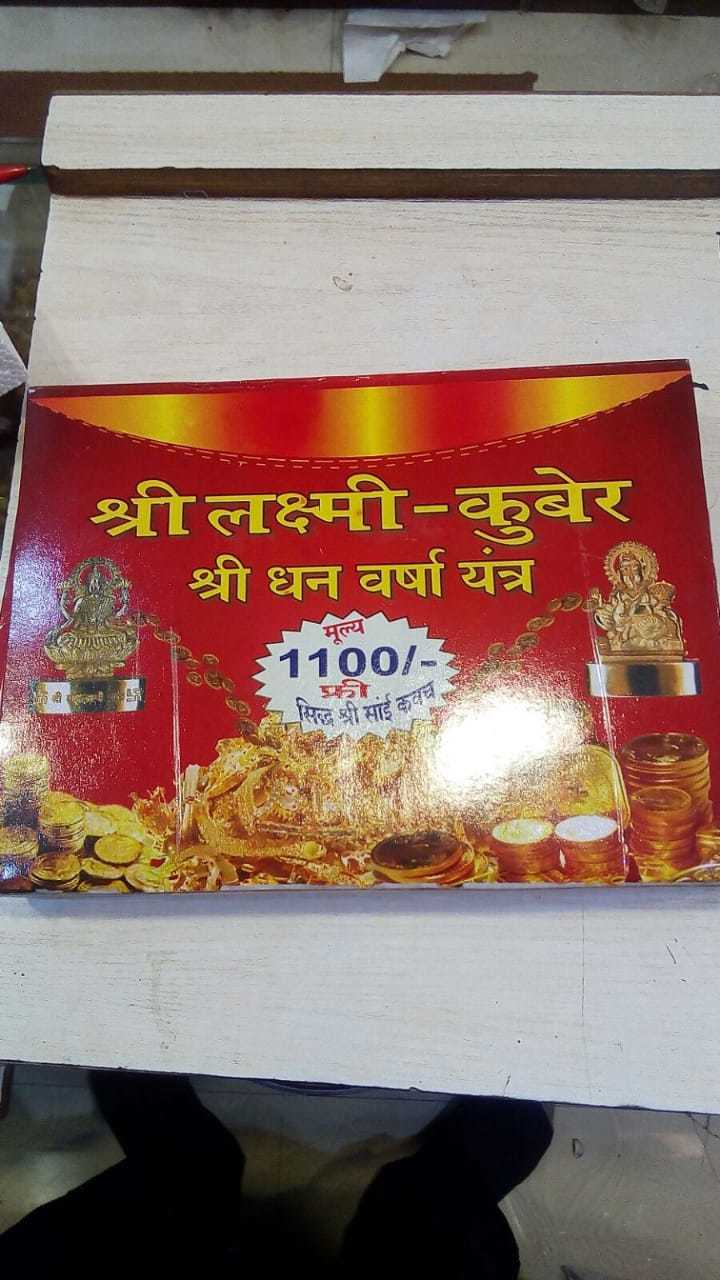 श्री लक्ष्मी-कुबेर
श्री धन वर्षा यंत्र
मूल्य
1100/-
फ्री
सिद्ध श्री सांई कवच